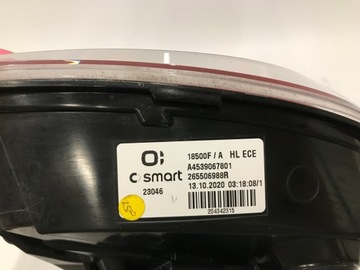 18500F / A HL ECE
A4539067801
smart 265506988R
23046 13.10.2020 03:18:08/1
204342315